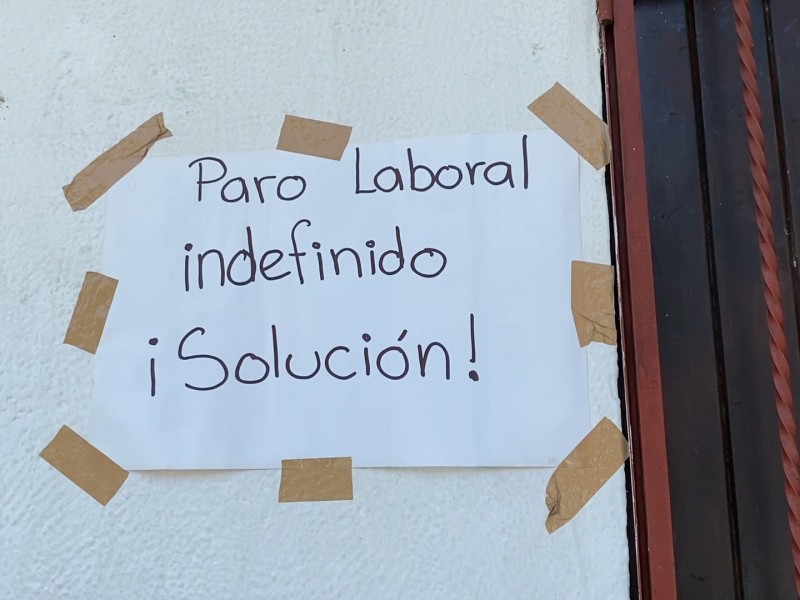 Paro Laboral
indefinido
¡Solución!